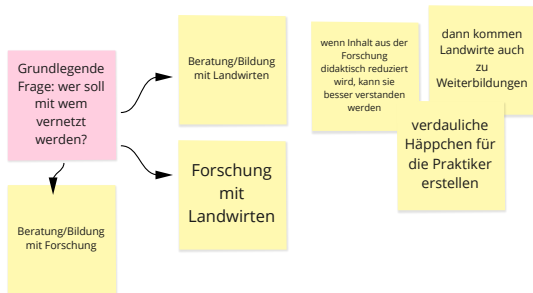 Grundlegende
Frage: wer soll
mit wem
vernetzt
werden?
Beratung/Bildung
mit Landwirten
Forschung
mit
Landwirten
Beratung/Bildung
mit Forschung
wenn Inhalt aus der
Forschung
didaktisch reduziert
wird, kann sie
besser verstanden
werden
dann kommen
Landwirte auch
zu
Weiterbildungen
verdauliche
Häppchen für
die Praktiker
erstellen